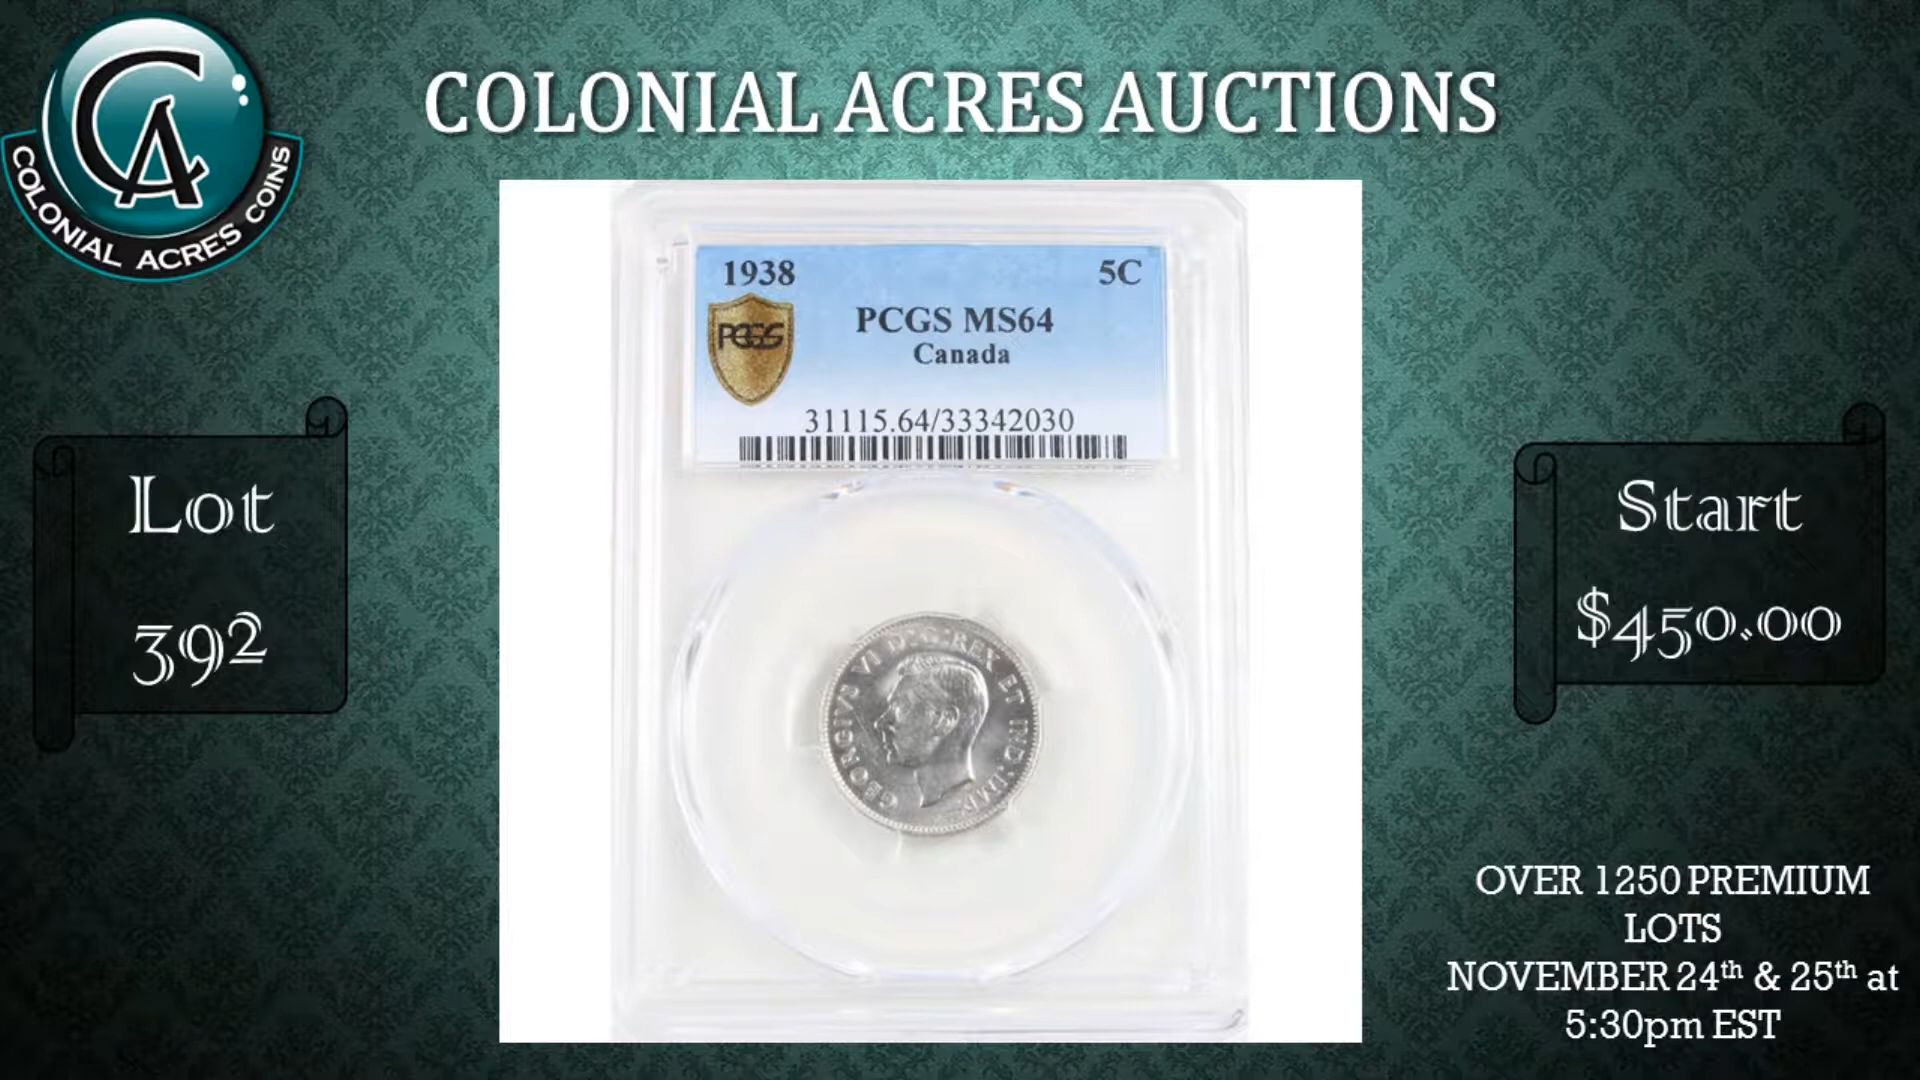 CA
COLONIAL ACRES COINS
COLONIAL ACRES AUCTIONS
1938 5C
PCGS
PCGS MS64
Canada
31115.64/33342030
GEORGIVS VI D:G:REX ET IND:IMP:
Lot
392
Start
$450.00
OVER 1250 PREMIUM
LOTS
NOVEMBER 24th & 25th at
5:30pm EST